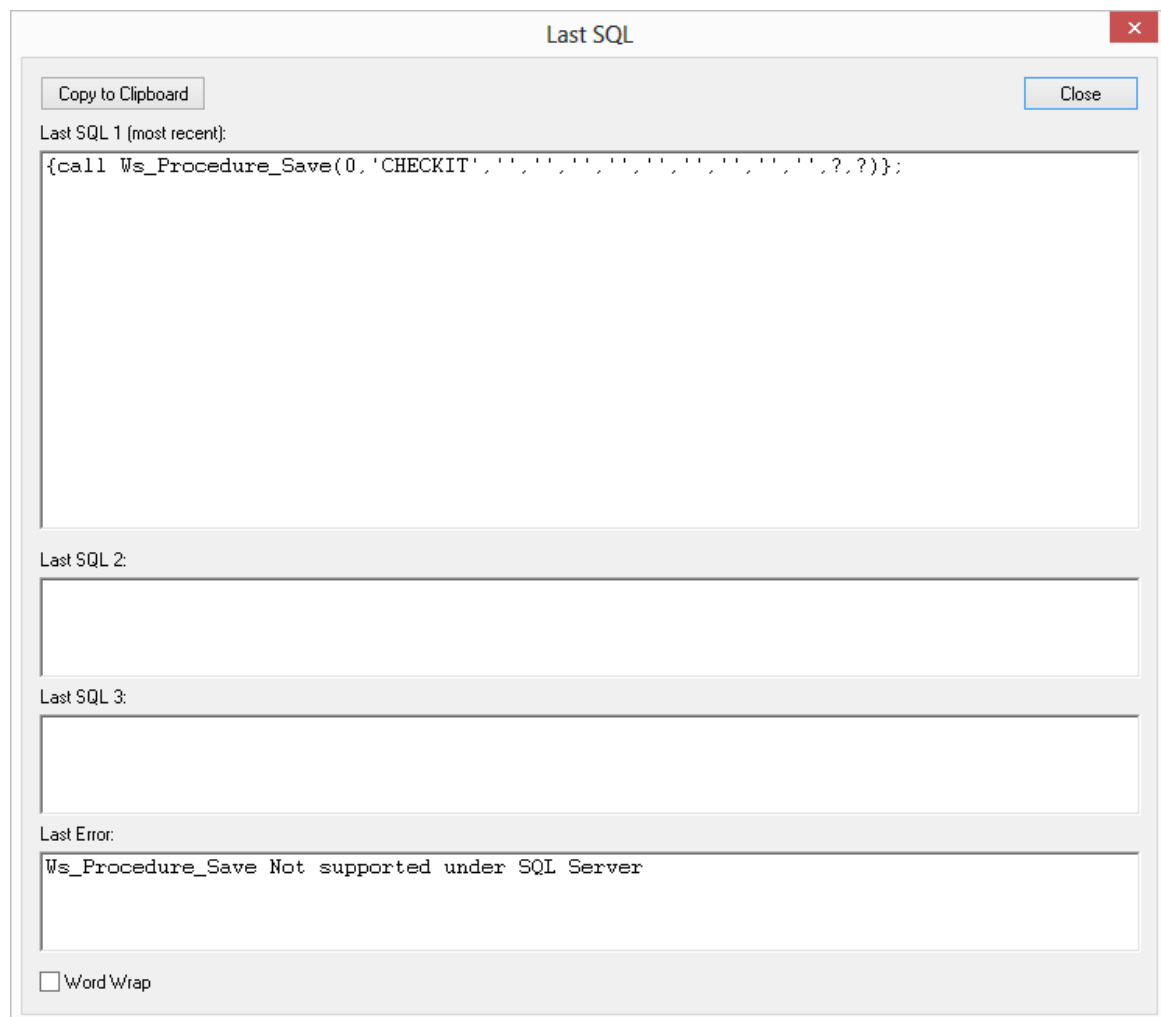 Last SQL
Copy to Clipboard
Close
Last SQL 1 (most recent):
{call Ws_Procedure_Save(0,'CHECKIT','','','','','','','','','',?,?)};
Last SQL 2:
Last SQL 3:
Last Error:
Ws_Procedure_Save Not supported under SQL Server
Word Wrap